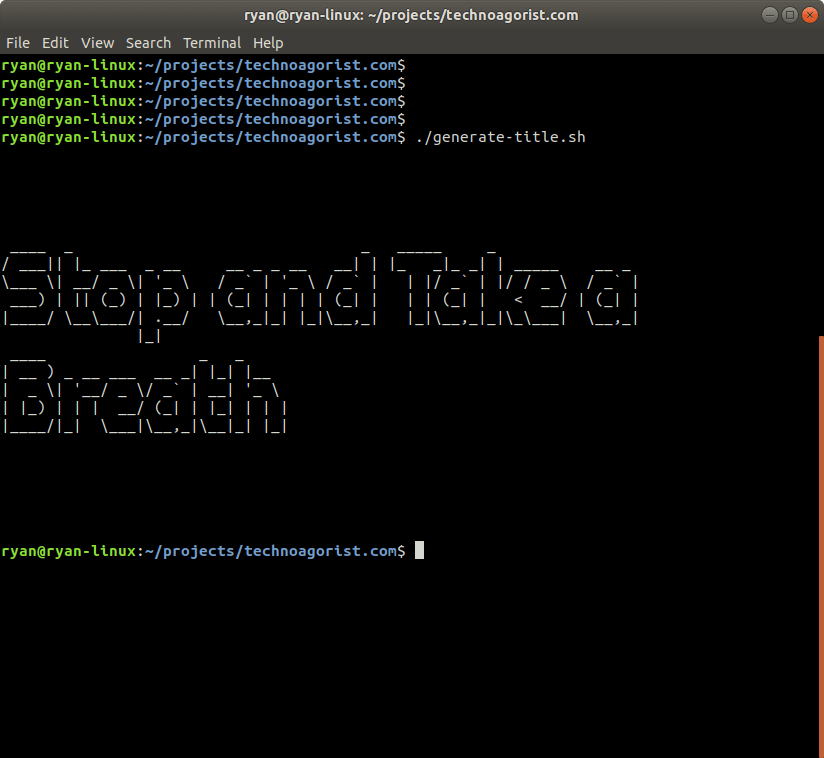 ryan@ryan-linux: ~/projects/technoagorist.com
File Edit View Search Terminal Help
ryan@ryan-linux:~/projects/technoagorist.com$
ryan@ryan-linux:~/projects/technoagorist.com$
ryan@ryan-linux:~/projects/technoagorist.com$
ryan@ryan-linux:~/projects/technoagorist.com$
ryan@ryan-linux:~/projects/technoagorist.com$ ./generate-title.sh
Stop and Take a
Breath
ryan@ryan-linux:~/projects/technoagorist.com$